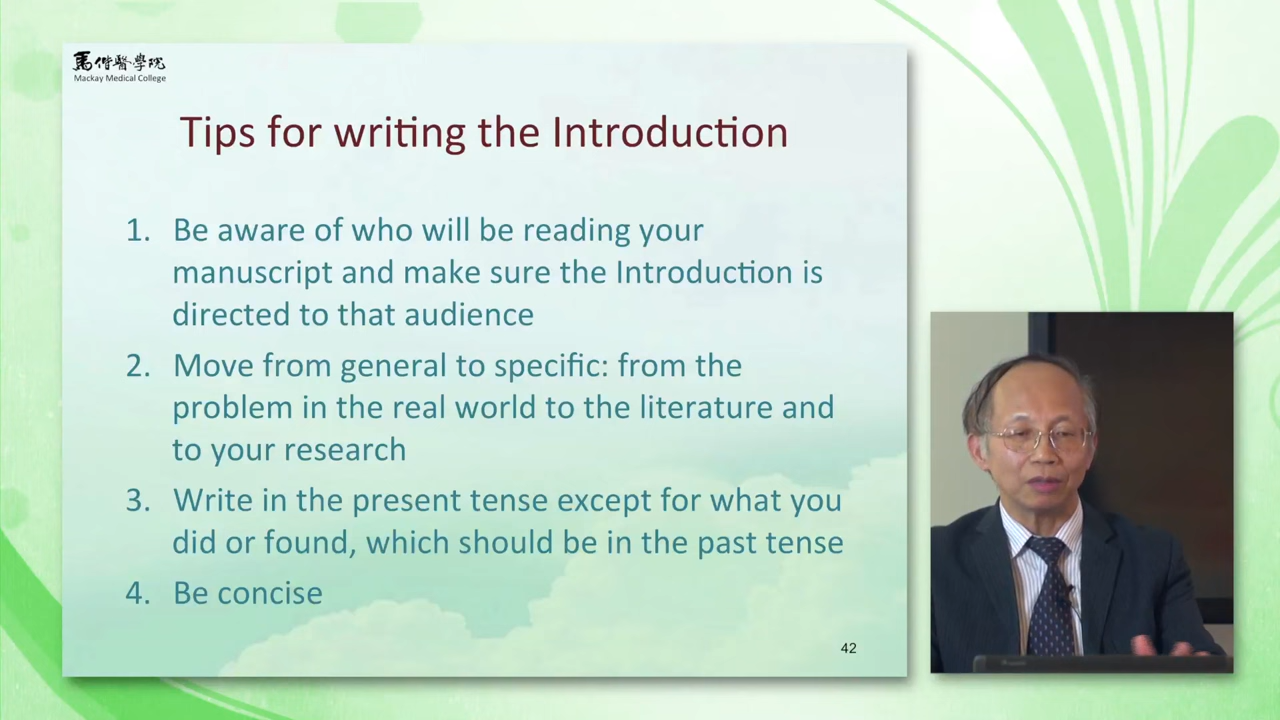 馬偕醫學院
Mackay Medical College
Tips for writing the Introduction
1. Be aware of who will be reading your
manuscript and make sure the Introduction is
directed to that audience
2. Move from general to specific: from the
problem in the real world to the literature and
to your research
3. Write in the present tense except for what you
did or found, which should be in the past tense
4. Be concise
42